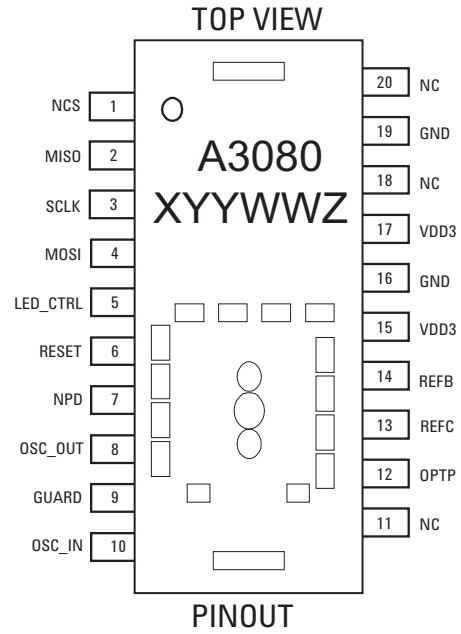 TOP VIEW
NCS 1
MISO 2
SCLK 3
MOSI 4
LED_CTRL 5
RESET 6
NPD 7
OSC_OUT 8
GUARD 9
OSC_IN 10
A3080
XYYWWZ
20 NC
19 GND
18 NC
17 VDD3
16 GND
15 VDD3
14 REFB
13 REFC
12 OPTP
11 NC
PINOUT